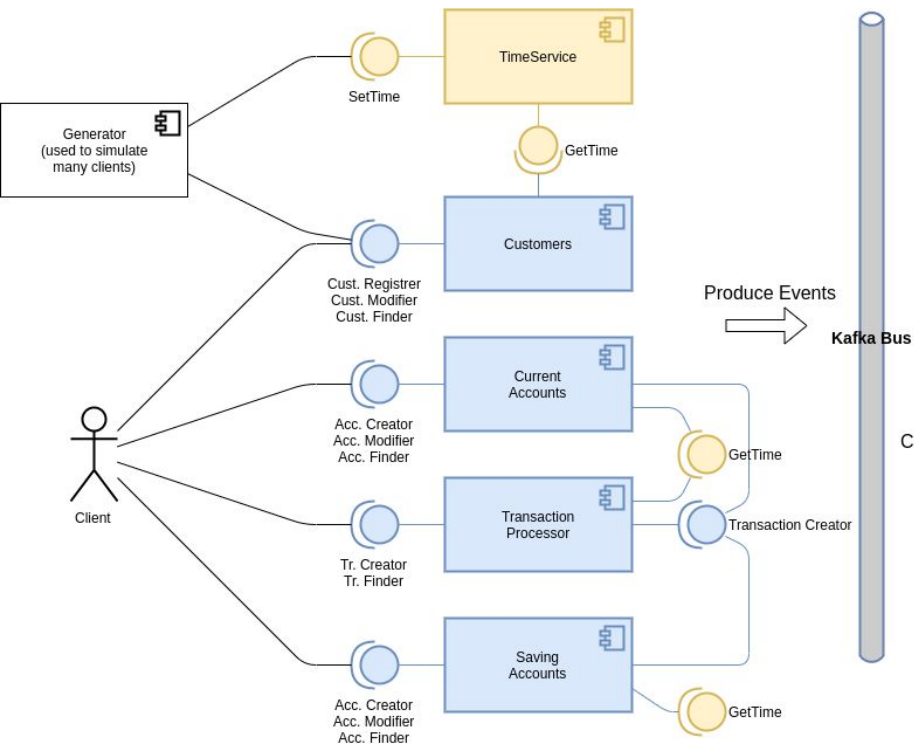 TimeService
SetTime
Generator
(used to simulate
many clients)
GetTime
Customers
Cust. Registrer
Cust. Modifier
Cust. Finder
Produce Events
Kafka Bus
Current
Accounts
Acc. Creator
Acc. Modifier
Acc. Finder
GetTime
C
Client
Transaction
Processor
Transaction Creator
Tr. Creator
Tr. Finder
Saving
Accounts
Acc. Creator
Acc. Modifier
Acc. Finder
GetTime